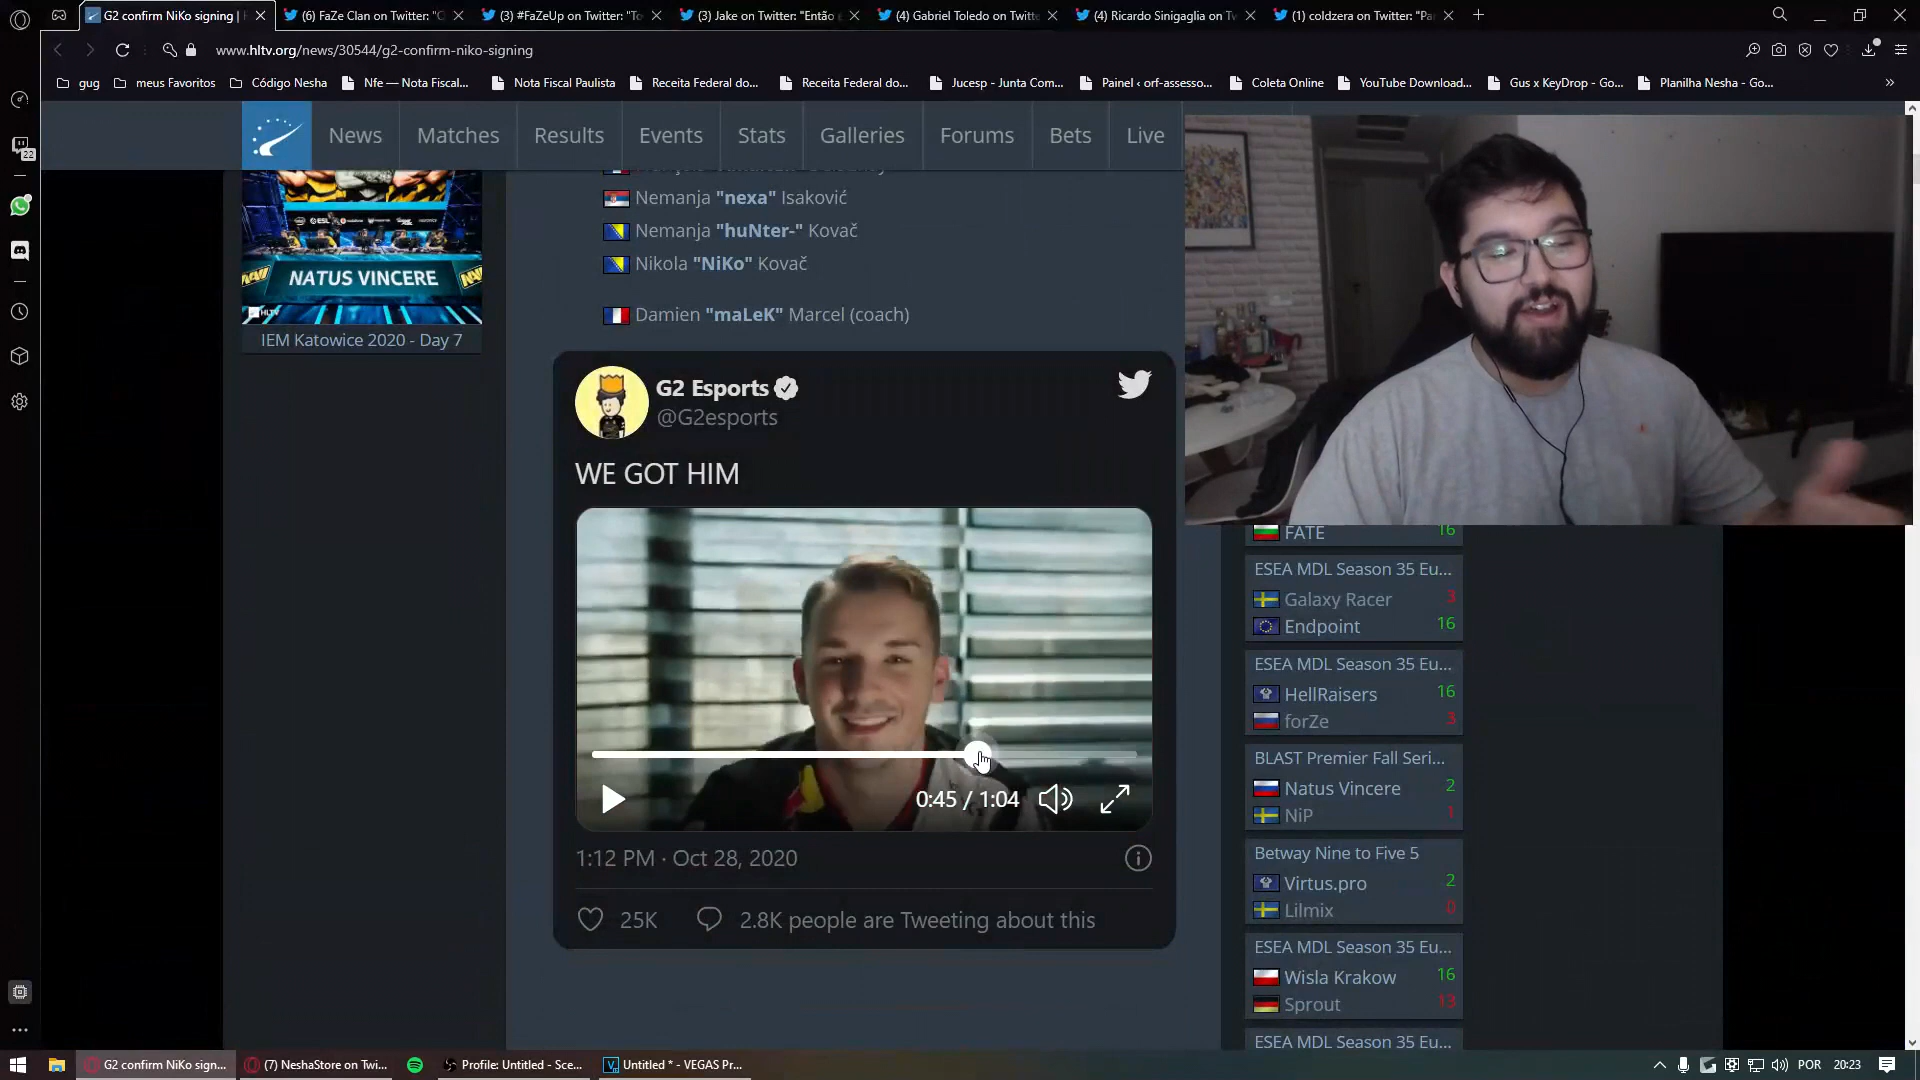 G2 confirm NiKo signing |
(6) FaZe Clan on Twitter: "C
(3) #FaZeUp on Twitter: "To
(3) Jake on Twitter: "Então
(4) Gabriel Toledo on Twitte
(4) Ricardo Sinigaglia on Tw
(1) coldzera on Twitter: "Par
www.hltv.org/news/30544/g2-confirm-niko-signing
gug
meus Favoritos
Código Nesha
Nfe — Nota Fiscal...
Nota Fiscal Paulista
Receita Federal do...
Receita Federal do...
Jucesp - Junta Com...
Painel ‹ orf-assesso...
Coleta Online
YouTube Download...
Gus x KeyDrop - Go...
Planilha Nesha - Go...
22
News
Matches
Results
Events
Stats
Galleries
Forums
Bets
Live
NATUS VINCERE
HLTV
IEM Katowice 2020 - Day 7
Nemanja "nexa" Isaković
Nemanja "huNter-" Kovač
Nikola "NiKo" Kovač
Damien "maLeK" Marcel (coach)
G2 Esports
@G2esports
WE GOT HIM
0:45 / 1:04
1:12 PM · Oct 28, 2020
25K
2.8K people are Tweeting about this
FATE 16
ESEA MDL Season 35 Eu...
Galaxy Racer 3
Endpoint 16
ESEA MDL Season 35 Eu...
HellRaisers 16
forZe 3
BLAST Premier Fall Seri...
Natus Vincere 2
NiP 1
Betway Nine to Five 5
Virtus.pro 2
Lilmix 0
ESEA MDL Season 35 Eu...
Wisla Krakow 16
Sprout 13
ESEA MDL Season 35 Eu...
G2 confirm NiKo sign...
(7) NeshaStore on Twi...
Profile: Untitled - Sce...
Untitled * - VEGAS Pr...
POR
20:23